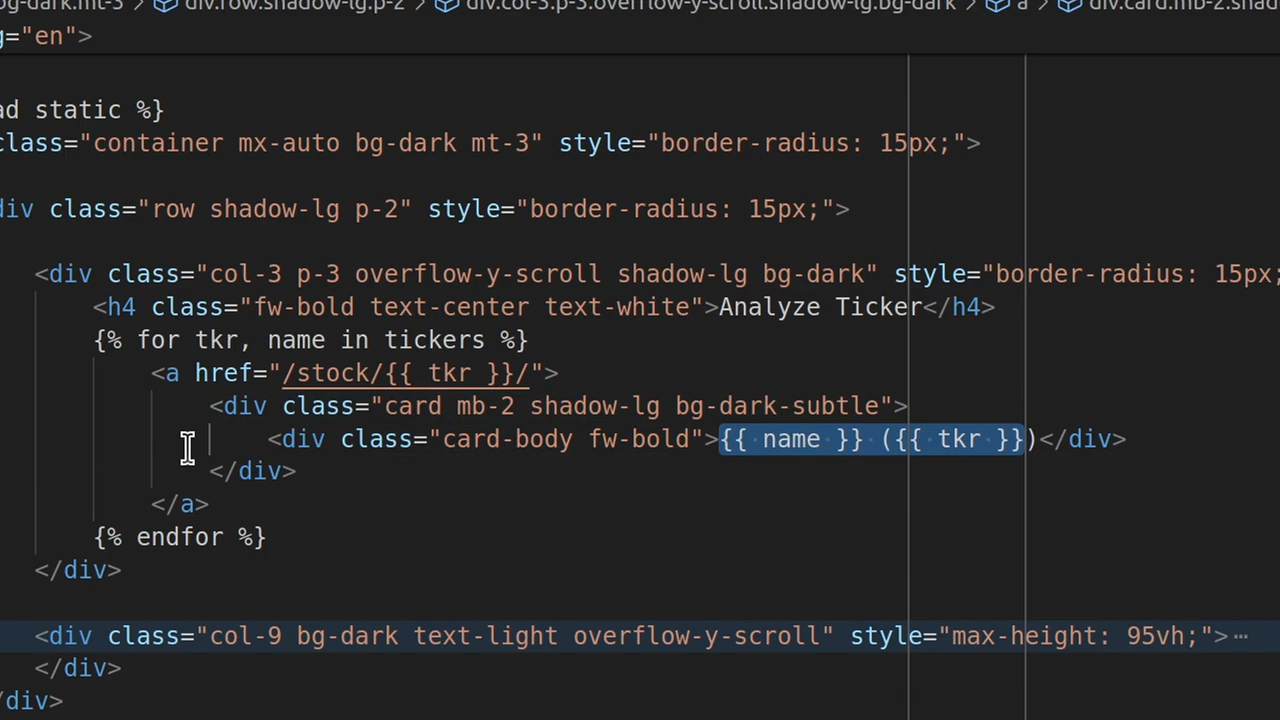 og-dark.mt-3 > div.row.shadow-lg.p-2 > div.col-3.p-3.overflow-y-scroll.shadow-lg.bg-dark > a > div.card.mb-2.shad
g="en">
ad static %}
class="container mx-auto bg-dark mt-3" style="border-radius: 15px;">
div class="row shadow-lg p-2" style="border-radius: 15px;">
<div class="col-3 p-3 overflow-y-scroll shadow-lg bg-dark" style="border-radius: 15px;
<h4 class="fw-bold text-center text-white">Analyze Ticker</h4>
{% for tkr, name in tickers %}
<a href="/stock/{{ tkr }}/">
<div class="card mb-2 shadow-lg bg-dark-subtle">
<div class="card-body fw-bold">{{ name }} ({{ tkr }})</div>
</div>
</a>
{% endfor %}
</div>
<div class="col-9 bg-dark text-light overflow-y-scroll" style="max-height: 95vh;">⋯
</div>
/div>